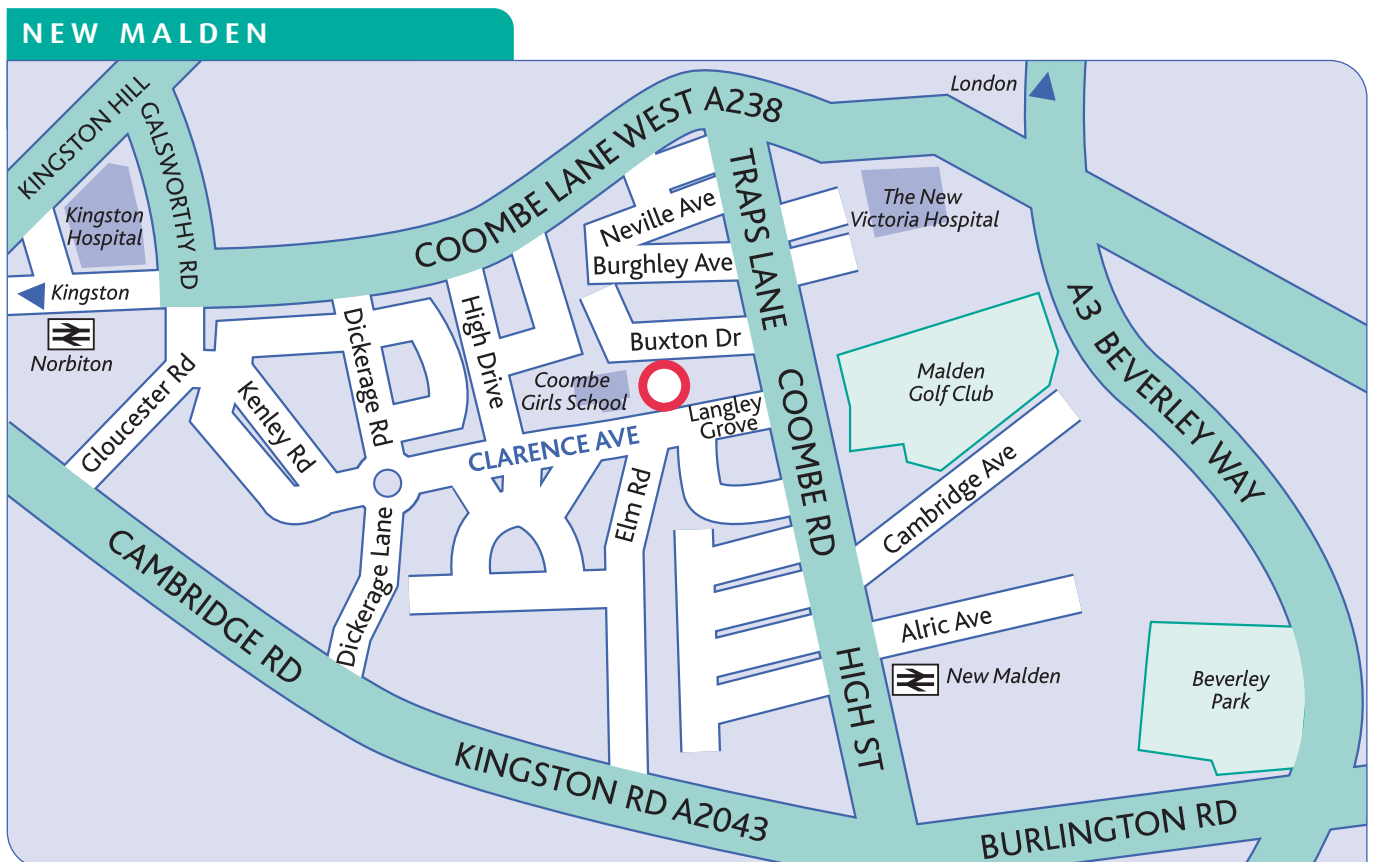 NEW MALDEN
London
KINGSTON HILL
GALSWORTHY RD
COOMBE LANE WEST A238
TRAPS LANE
Kingston
Hospital
Neville Ave
The New
Victoria Hospital
Burghley Ave
Kingston
Norbiton
Dickerage Rd
High Drive
Buxton Dr
A3 BEVERLEY WAY
Gloucester Rd
Kenley Rd
Coombe
Girls School
Malden
Golf Club
Langley
Grove
COOMBE RD
CLARENCE AVE
Elm Rd
Cambridge Ave
Dickerage Lane
CAMBRIDGE RD
Alric Ave
HIGH ST
New Malden
Beverley
Park
KINGSTON RD A2043
BURLINGTON RD